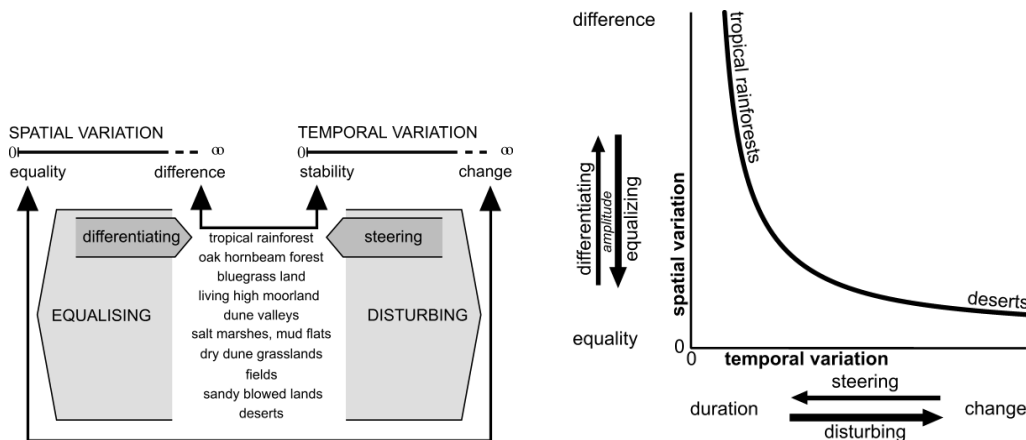 SPATIAL VARIATION
TEMPORAL VARIATION
0 ∞
0 ∞
equality
difference
stability
change
differentiating
steering
EQUALISING
DISTURBING
tropical rainforest
oak hornbeam forest
bluegrass land
living high moorland
dune valleys
salt marshes, mud flats
dry dune grasslands
fields
sandy blowed lands
deserts
difference
tropical rainforests
differentiating
amplitude
equalizing
spatial variation
deserts
equality
0
0
temporal variation
steering
duration
change
disturbing